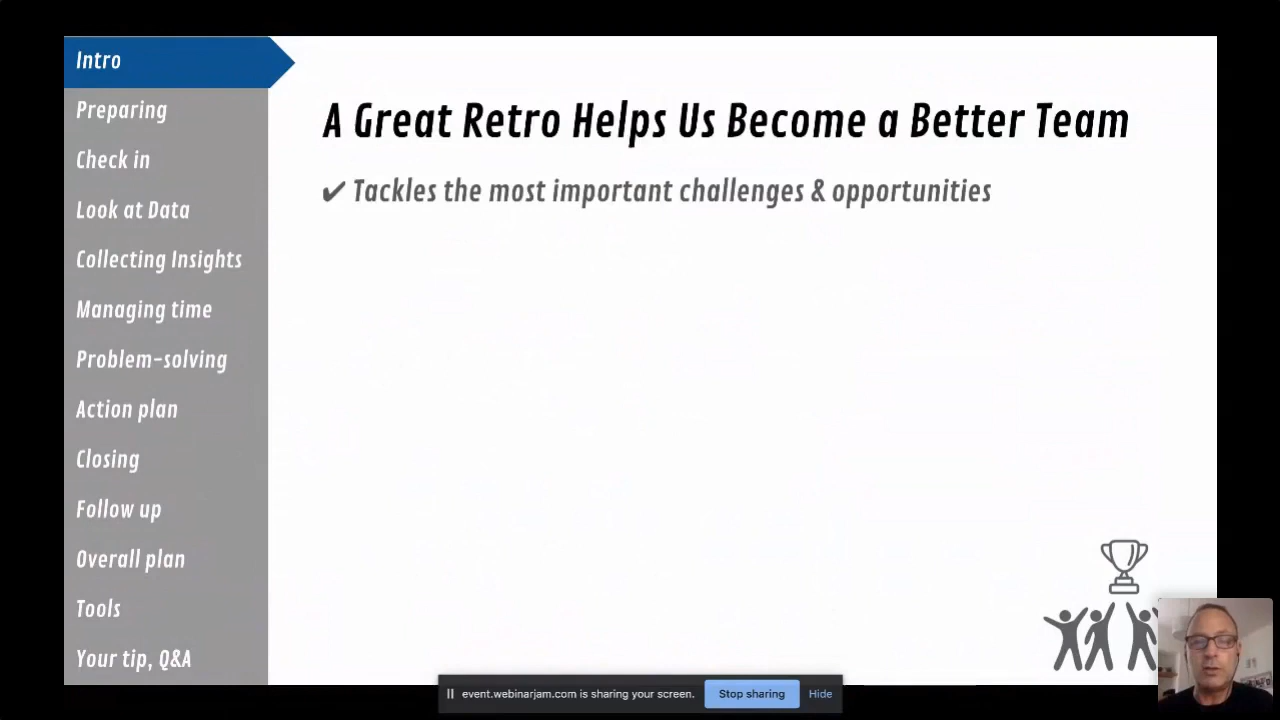 Intro
Preparing
Check in
Look at Data
Collecting Insights
Managing time
Problem-solving
Action plan
Closing
Follow up
Overall plan
Tools
Your tip, Q&A
A Great Retro Helps Us Become a Better Team
✔ Tackles the most important challenges & opportunities
event.webinarjam.com is sharing your screen. Stop sharing Hide